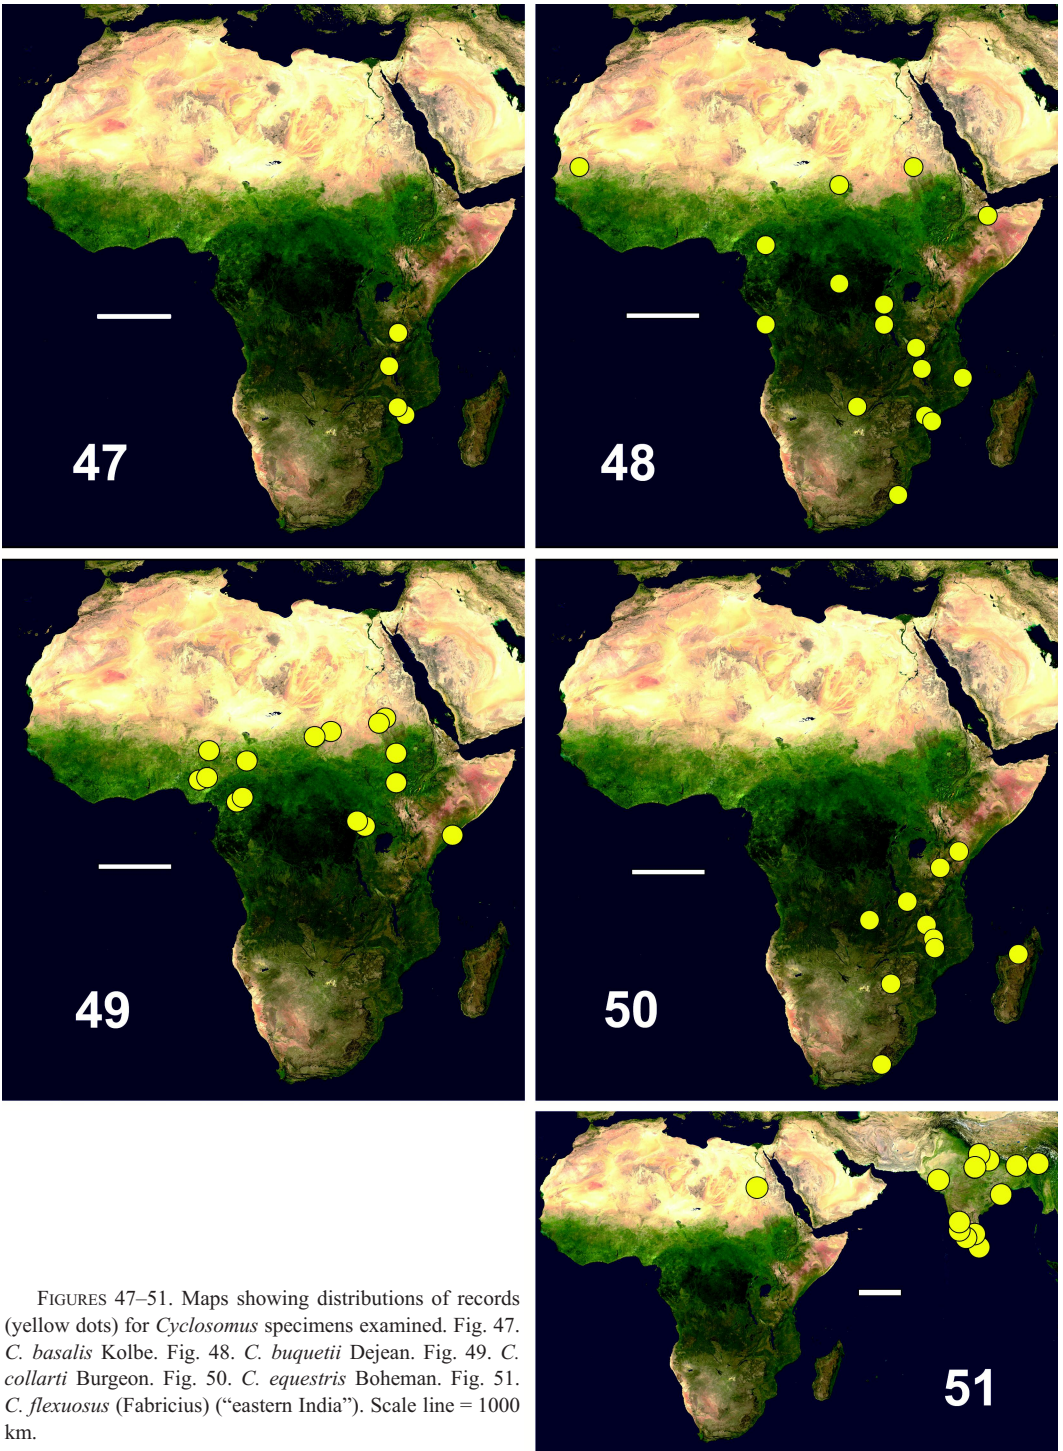 47
48
49
50
51
FIGURES 47–51. Maps showing distributions of records
(yellow dots) for Cyclosomus specimens examined. Fig. 47.
C. basalis Kolbe. Fig. 48. C. buquetii Dejean. Fig. 49. C.
collarti Burgeon. Fig. 50. C. equestris Boheman. Fig. 51.
C. flexuosus (Fabricius) (“eastern India”). Scale line = 1000
km.